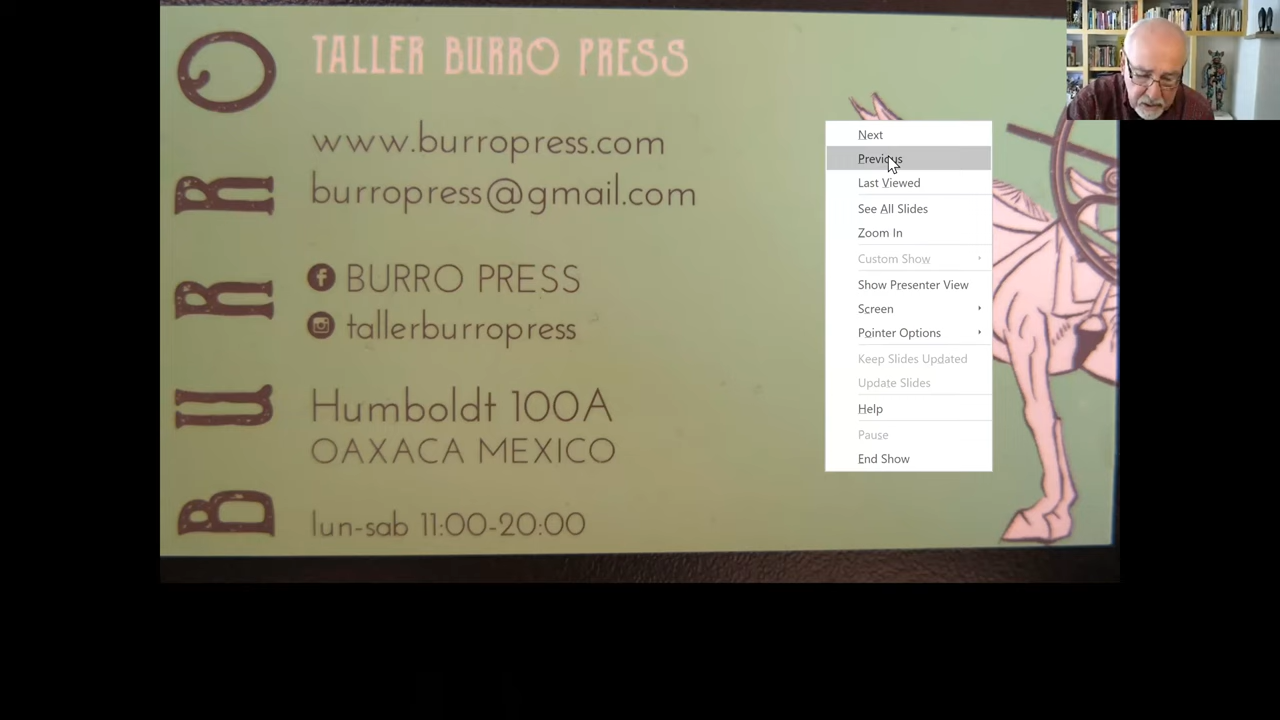 BURRO
TALLER BURRO PRESS
www.burropress.com
burropress@gmail.com
BURRO PRESS
tallerburropress
Humboldt 100A
OAXACA MEXICO
lun-sab 11:00-20:00
Next
Previous
Last Viewed
See All Slides
Zoom In
Custom Show
Show Presenter View
Screen
Pointer Options
Keep Slides Updated
Update Slides
Help
Pause
End Show